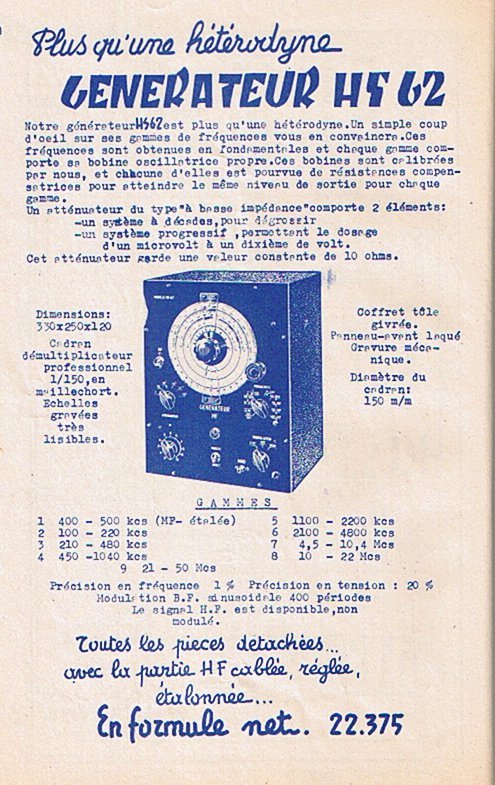 Plus qu'une hétérodyne
GENERATEUR HF 62
Notre générateur HS62 est plus qu'une hétérodyne.Un simple coup
d'oeil sur ses gammes de fréquences vous en convaincra.Ces
fréquences sont obtenues en fondamentales et chaque gamme com-
porte sa bobine oscillatrice propre.Ces bobines sont calibrées
par nous, et chacune d'elles est pourvue de résistances compen-
satrices pour atteindre le même niveau de sortie pour chaque
gamme.
Un atténuateur du type"à basse impédance"comporte 2 éléments:
-un système à décades,pour dégrossir
-un système progressif ,permettant le dosage
d'un microvolt à un dixième de volt.
Cet atténuateur garde une valeur constante de 10 ohms.
Dimensions:
330x250x120
Cadran
démultiplicateur
professionnel
1/150,en
maillechort.
Echelles
gravées
très
lisibles.
GENERATEUR
HF
Coffret tôle
givrée.
Panneau-avant laqué
Gravure méca-
nique.
Diamètre du
cadran:
150 m/m
GAMMES
1 400 - 500 kcs (MF- étalée)
2 100 - 220 kcs
3 210 - 480 kcs
4 450 -1040 kcs
5 1100 - 2200 kcs
6 2100 - 4800 kcs
7 4,5 - 10,4 Mcs
8 10 - 22 Mcs
9 21 - 50 Mcs
Précision en fréquence 1 % Précision en tension : 20 %
Modulation B.F. sinusoidale 400 périodes
Le signal H.F. est disponible,non
modulé.
Toutes les pieces détachées...
avec la partie HF cablée, réglée,
étalonnée...
En formule net.. 22.375